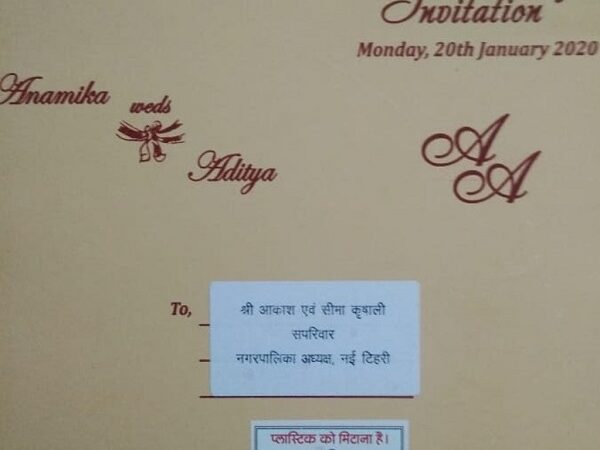 Invitation
Monday, 20th January 2020
Anamika
weds
Aditya
AA
To,
श्री आकाश एवं सीमा कृषाली
सपरिवार
नगरपालिका अध्यक्ष, नई टिहरी
प्लास्टिक को मिटाना है।